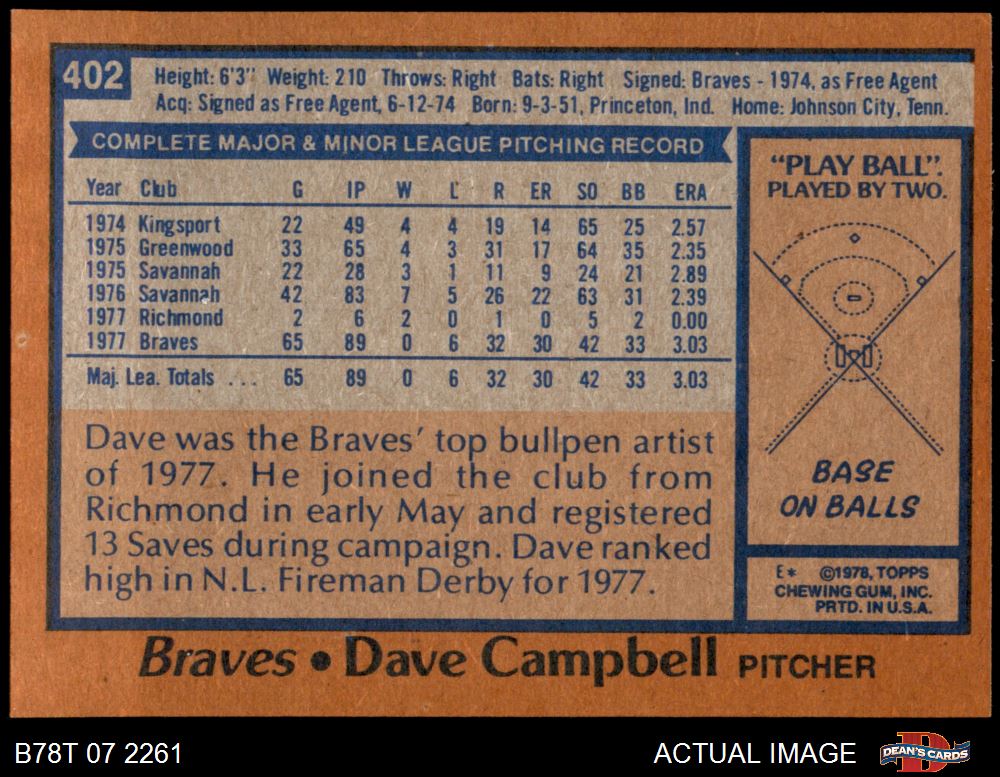 402
Height: 6'3" Weight: 210 Throws: Right Bats: Right Signed: Braves - 1974, as Free Agent
Acq: Signed as Free Agent, 6-12-74 Born: 9-3-51, Princeton, Ind. Home: Johnson City, Tenn.
COMPLETE MAJOR & MINOR LEAGUE PITCHING RECORD
Year Club G IP W L R ER SO BB ERA
1974 Kingsport 22 49 4 4 19 14 65 25 2.57
1975 Greenwood 33 65 4 3 31 17 64 35 2.35
1975 Savannah 22 28 3 1 11 9 24 21 2.89
1976 Savannah 42 83 7 5 26 22 63 31 2.39
1977 Richmond 2 6 2 0 1 0 5 2 0.00
1977 Braves 65 89 0 6 32 30 42 33 3.03
Maj. Lea. Totals ... 65 89 0 6 32 30 42 33 3.03
Dave was the Braves' top bullpen artist
of 1977. He joined the club from
Richmond in early May and registered
13 Saves during campaign. Dave ranked
high in N.L. Fireman Derby for 1977.
"PLAY BALL".
PLAYED BY TWO.
BASE
ON BALLS
E* ©1978, TOPPS
CHEWING GUM, INC.
PRTD. IN U.S.A.
Braves • Dave Campbell PITCHER
B78T 07 2261
ACTUAL IMAGE
DEAN'S CARDS